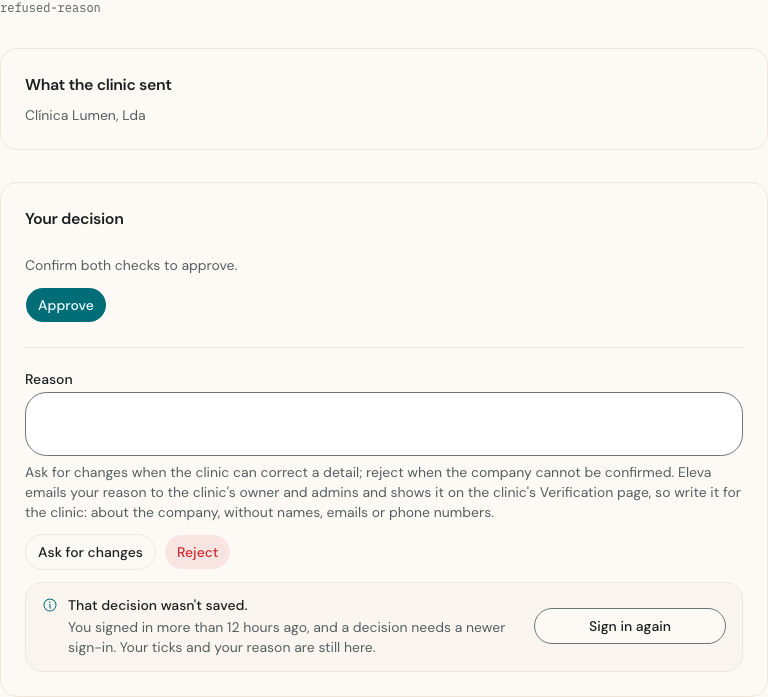 refused-reason
What the clinic sent
Clínica Lumen, Lda
Your decision
Confirm both checks to approve.
Approve
Reason
Ask for changes when the clinic can correct a detail; reject when the company cannot be confirmed. Eleva
emails your reason to the clinic's owner and admins and shows it on the clinic's Verification page, so write it for
the clinic: about the company, without names, emails or phone numbers.
Ask for changes
Reject
That decision wasn't saved.
You signed in more than 12 hours ago, and a decision needs a newer
sign-in. Your ticks and your reason are still here.
Sign in again